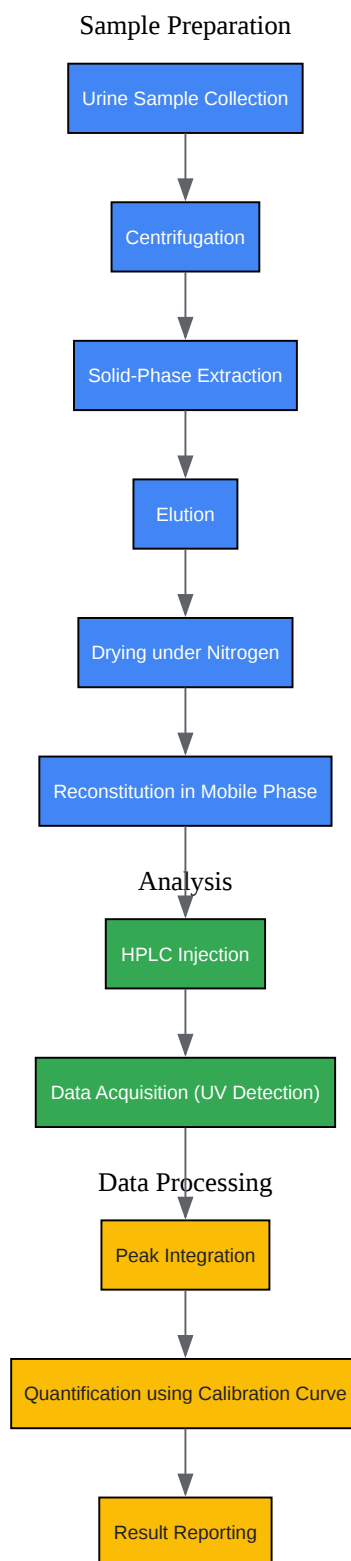 Sample Preparation
Urine Sample Collection
Centrifugation
Solid-Phase Extraction
Elution
Drying under Nitrogen
Reconstitution in Mobile Phase
Analysis
HPLC Injection
Data Acquisition (UV Detection)
Data Processing
Peak Integration
Quantification using Calibration Curve
Result Reporting